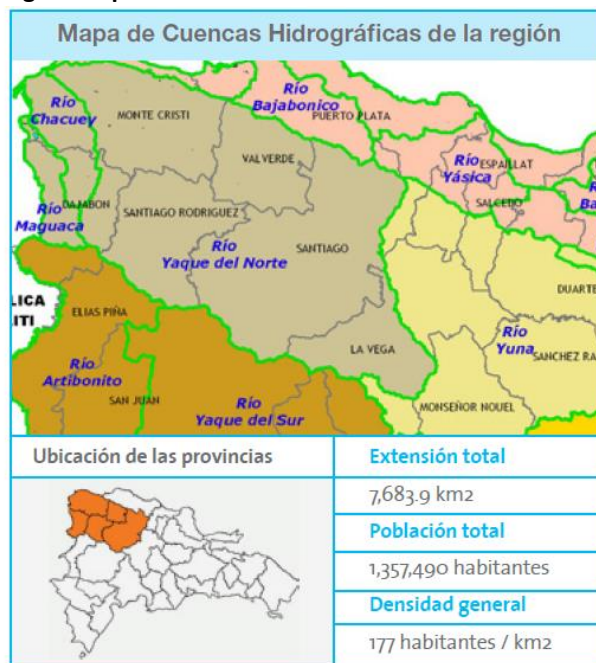 Mapa de Cuencas Hidrográficas de la región
Río
Chacuey
MONTE CRISTI
Río
Bajabonico
PUERTO PLATA
VALVERDE
Río
Yásica
ESPAILLAT
Río
Maguaca
DAJABON
SANTIAGO RODRIGUEZ
SALCEDO
R
Ba
Río
Yaque del Norte
SANTIAGO
LICA
ITI
ELIAS PIÑA
DUARTE
LA VEGA
Río
Yuna
SANCHEZ RA
Río
Artibonito
SAN JUAN
Río
Yaque del Sur
MONSEÑOR NOUEL
Ubicación de las provincias
Extensión total
7,683.9 km2
Población total
1,357,490 habitantes
Densidad general
177 habitantes / km2